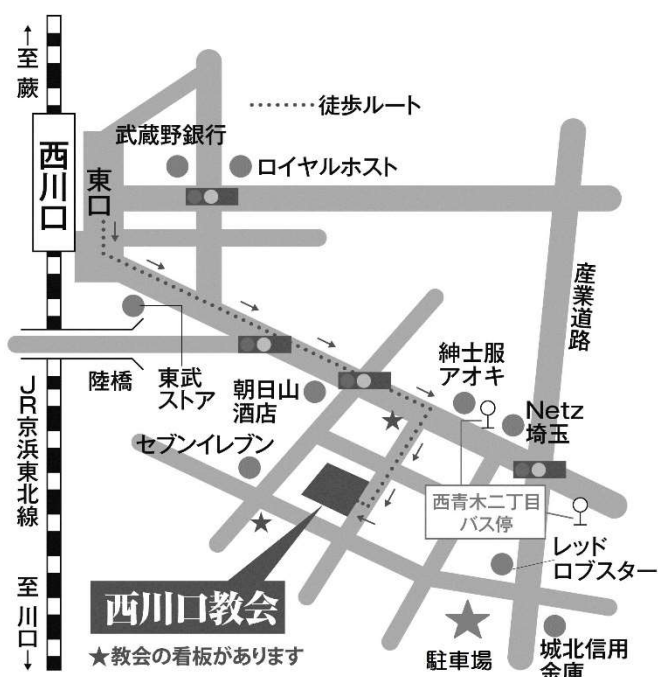 ←至 蕨
西川口
東口
徒歩ルート
武蔵野銀行
ロイヤルホスト
産業道路
陸橋
東武
ストア
朝日山
酒店
紳士服
アオキ
Netz
埼玉
セブンイレブン
西青木二丁目
バス停
JR京浜東北線
至 川口→
レッド
ロブスター
西川口教会
★教会の看板があります
駐車場
城北信用
金庫